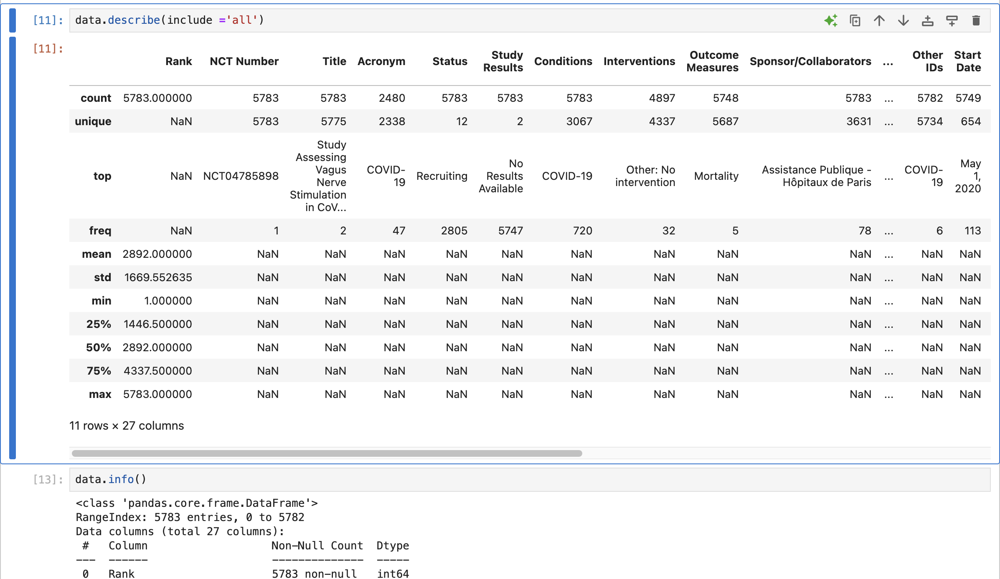 [11]: data.describe(include ='all')
[11]:
Rank NCT Number Title Acronym Status Study Results Conditions Interventions Outcome Measures Sponsor/Collaborators ... Other IDs Start Date
count 5783.000000 5783 5783 2480 5783 5783 5783 4897 5748 5783 ... 5782 5749
unique NaN 5783 5775 2338 12 2 3067 4337 5687 3631 ... 5734 654
top NaN NCT04785898 Study Assessing Vagus Nerve Stimulation in CoV... COVID-19 Recruiting No Results Available COVID-19 Other: No intervention Mortality Assistance Publique - Hôpitaux de Paris ... COVID-19 May 1, 2020
freq NaN 1 2 47 2805 5747 720 32 5 78 ... 6 113
mean 2892.000000 NaN NaN NaN NaN NaN NaN NaN NaN NaN ... NaN NaN
std 1669.552635 NaN NaN NaN NaN NaN NaN NaN NaN NaN ... NaN NaN
min 1.000000 NaN NaN NaN NaN NaN NaN NaN NaN NaN ... NaN NaN
25% 1446.500000 NaN NaN NaN NaN NaN NaN NaN NaN NaN ... NaN NaN
50% 2892.000000 NaN NaN NaN NaN NaN NaN NaN NaN NaN ... NaN NaN
75% 4337.500000 NaN NaN NaN NaN NaN NaN NaN NaN NaN ... NaN NaN
max 5783.000000 NaN NaN NaN NaN NaN NaN NaN NaN NaN ... NaN NaN
11 rows × 27 columns
[13]: data.info()
<class 'pandas.core.frame.DataFrame'>
RangeIndex: 5783 entries, 0 to 5782
Data columns (total 27 columns):
# Column Non-Null Count Dtype
--- ------ -------------- -----
0 Rank 5783 non-null int64